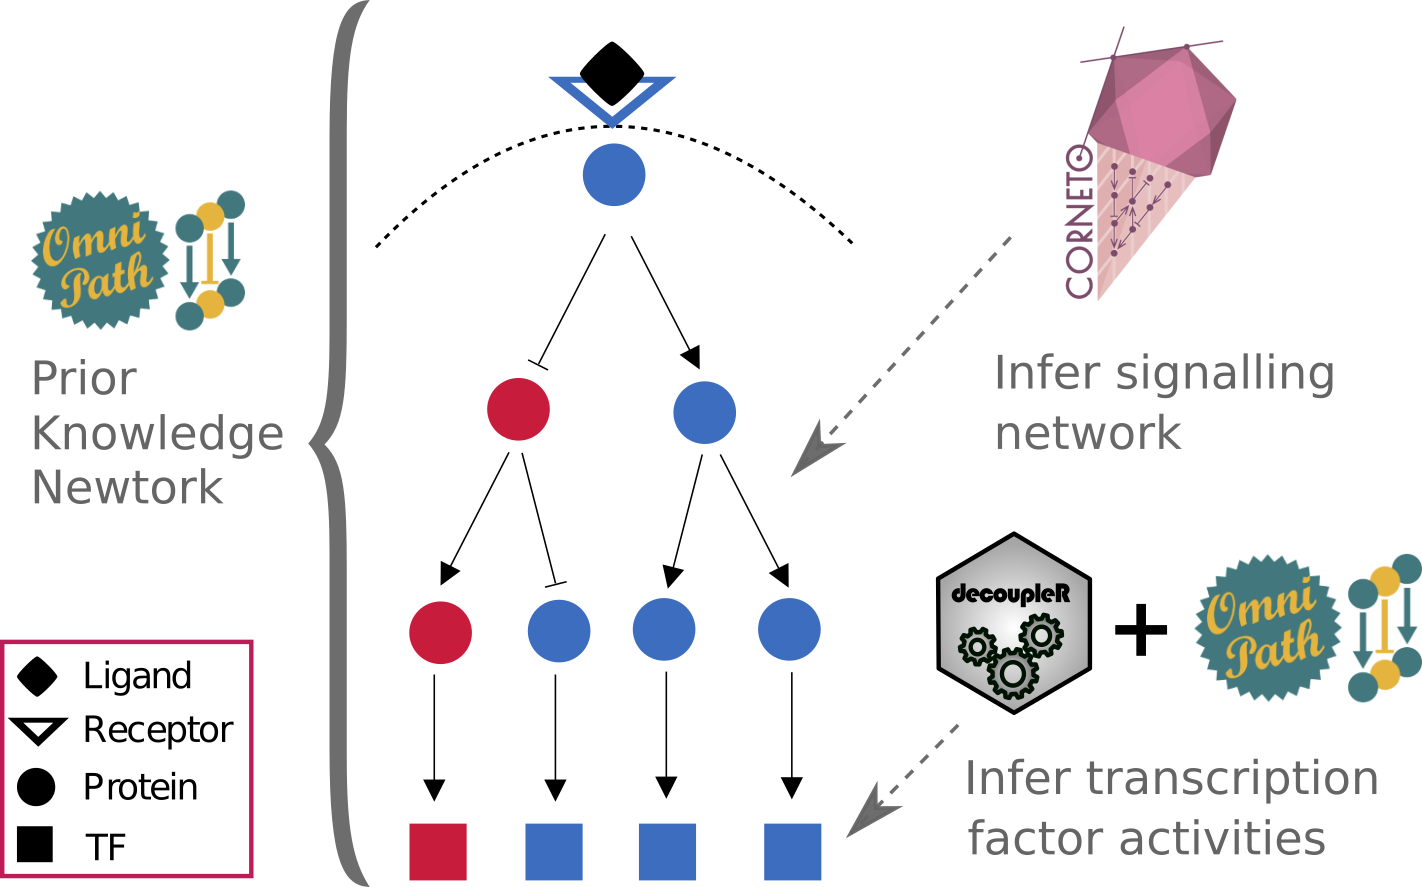 Omni
Path
Prior
Knowledge
Newtork
Ligand
Receptor
Protein
TF
CORNETO
Infer signalling
network
decoupleR
+
Omni
Path
Infer transcription
factor activities